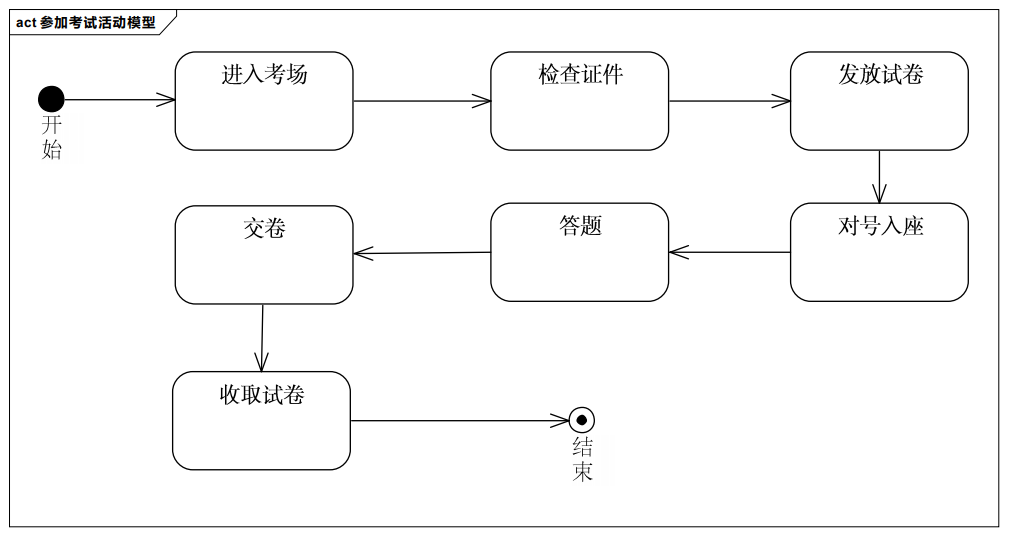 act 参加考试活动模型
进入考场
检查证件
发放试卷
开
始
交卷
答题
对号入座
收取试卷
结
束